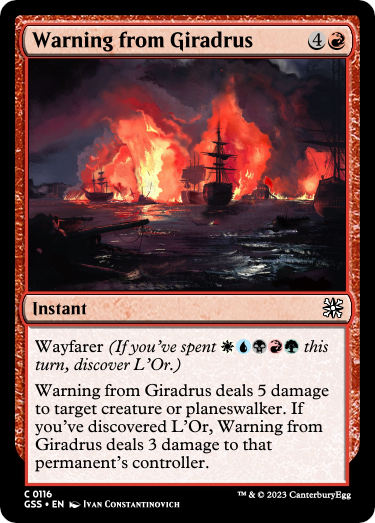 Warning from Giradrus 4
Instant
Wayfarer (If you've spent this
turn, discover L'Or.)
Warning from Giradrus deals 5 damage
to target creature or planeswalker. If
you've discovered L'Or, Warning from
Giradrus deals 3 damage to that
permanent's controller.
C 0116
GSS • EN Ivan Constantinovich
™ & © 2023 CanterburyEgg